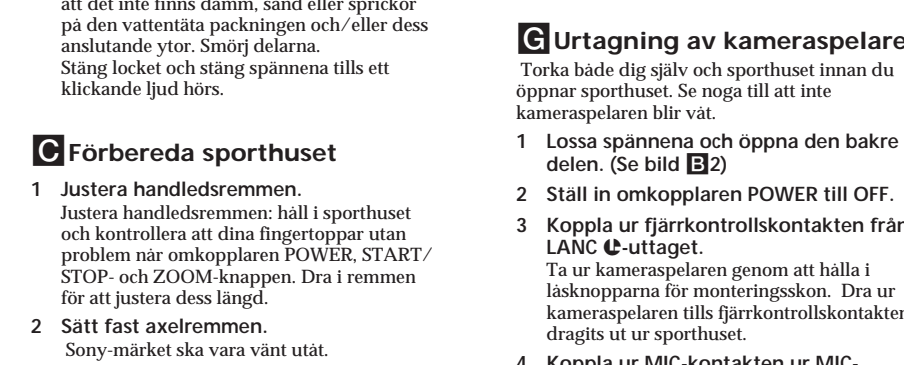 att det inte finns damm, sand eller sprickor
på den vattentäta packningen och/eller dess
anslutande ytor. Smörj delarna.
Stäng locket och stäng spännena tills ett
klickande ljud hörs.
C Förbereda sporthuset
1 Justera handledsremmen.
Justera handledsremmen: håll i sporthuset
och kontrollera att dina fingertoppar utan
problem når omkopplaren POWER, START/
STOP- och ZOOM-knappen. Dra i remmen
för att justera dess längd.
2 Sätt fast axelremmen.
Sony-märket ska vara vänt utåt.
G Urtagning av kameraspelare
Torka både dig själv och sporthuset innan du
öppnar sporthuset. Se noga till att inte
kameraspelaren blir våt.
1 Lossa spännena och öppna den bakre
delen. (Se bild B2)
2 Ställ in omkopplaren POWER till OFF.
3 Koppla ur fjärrkontrollskontakten från
LANC -uttaget.
Ta ur kameraspelaren genom att hålla i
låsknopparna för monteringsskon. Dra ur
kameraspelaren tills fjärrkontrollskontakten
dragits ut ur sporthuset.
4 Koppla ur MIC-kontakten ur MIC-